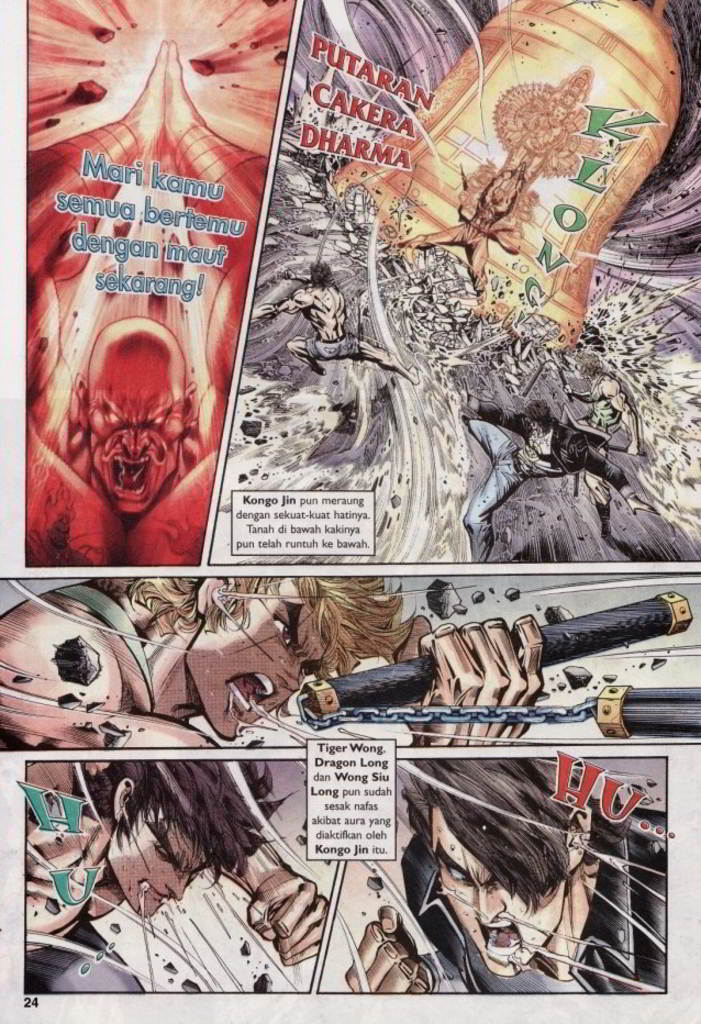 Mari kamu
semua bertemu
dengan maut
sekarang!
PUTARAN
CAKERA
DHARMA
KLONG
Kongo Jin pun meraung
dengan sekuat-kuat hatinya.
Tanah di bawah kakinya
pun telah runtuh ke bawah.
Tiger Wong,
Dragon Long
dan Wong Siu
Long pun sudah
sesak nafas
akibat aura yang
diaktifkan oleh
Kongo Jin itu.
HU...
HU...
24